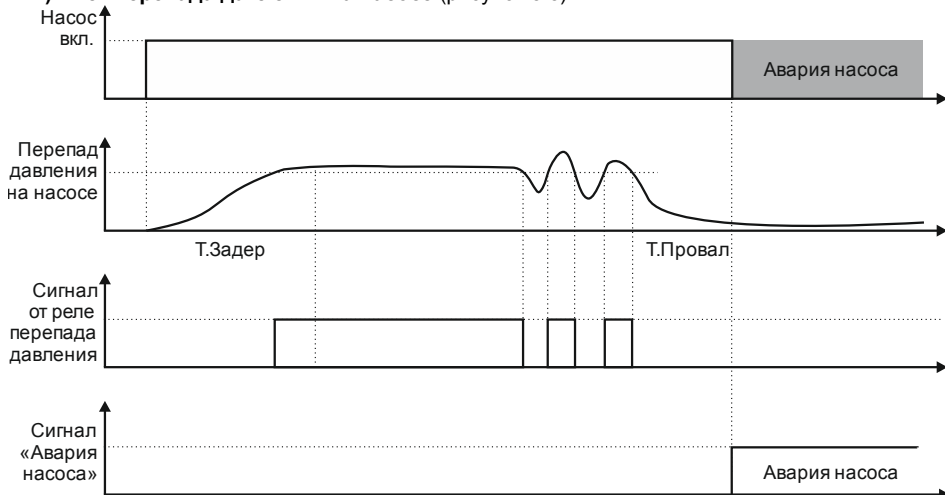 Насос
вкл.
Авария насоса
Перепад
давления
на насосе
Т.Задер
Т.Провал
Сигнал
от реле
перепада
давления
Сигнал
«Авария
насоса»
Авария насоса